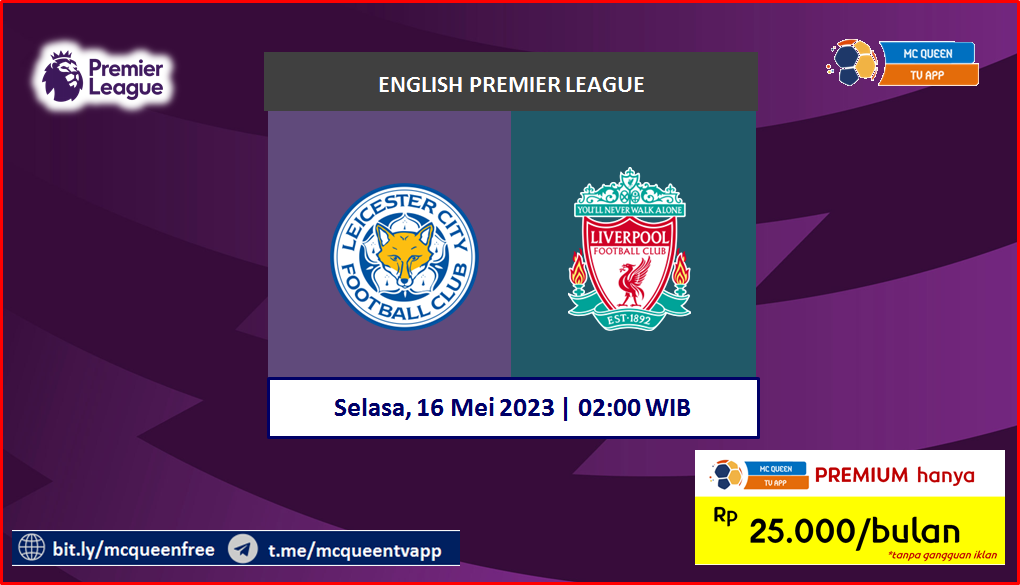 Premier
League
MC QUEEN
TV APP
ENGLISH PREMIER LEAGUE
LEICESTER CITY
FOOTBALL CLUB
YOU'LL NEVER WALK ALONE
LIVERPOOL
FOOTBALL CLUB
EST·1892
Selasa, 16 Mei 2023 | 02:00 WIB
MC QUEEN
TV APP
PREMIUM hanya
Rp 25.000/bulan
*tanpa gangguan iklan
bit.ly/mcqueenfree t.me/mcqueentvapp